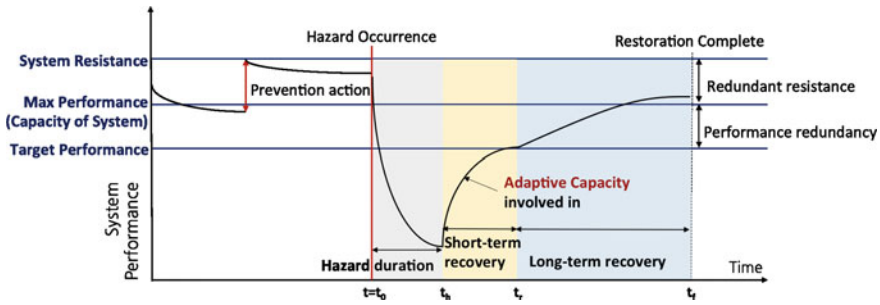 Hazard Occurrence
Restoration Complete
System Resistance
Prevention action
Redundant resistance
Max Performance
(Capacity of System)
Performance redundancy
Target Performance
Adaptive Capacity
involved in
System
Performance
Short-term
recovery
Hazard duration
Long-term recovery
Time
t=t₀
tₕ
tᵣ
t_f